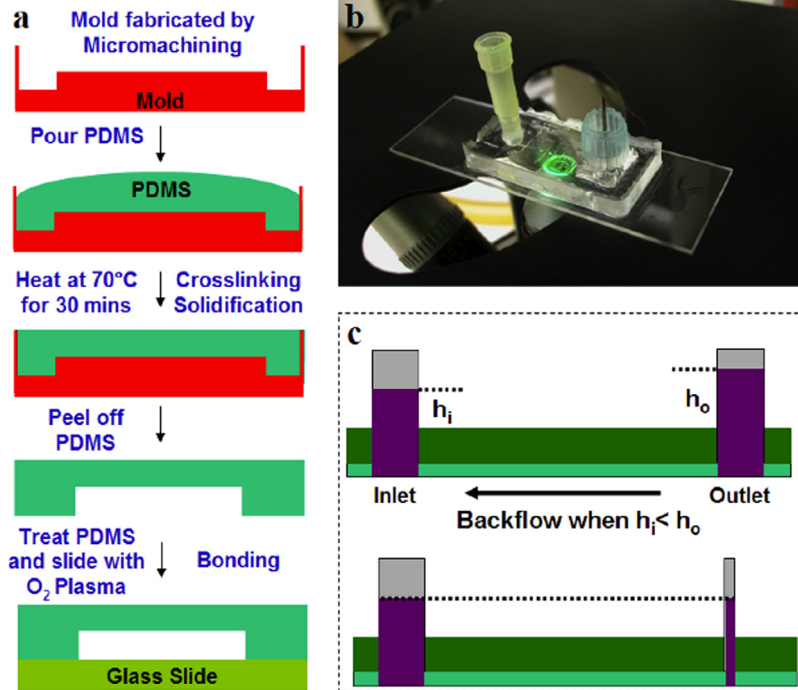 a
Mold fabricated by
Micromachining
Mold
Pour PDMS
PDMS
Heat at 70°C
for 30 mins
Crosslinking
Solidification
Peel off
PDMS
Treat PDMS
and slide with
O2 Plasma
Bonding
Glass Slide
b
c
hi
ho
Inlet
Outlet
Backflow when hi< ho